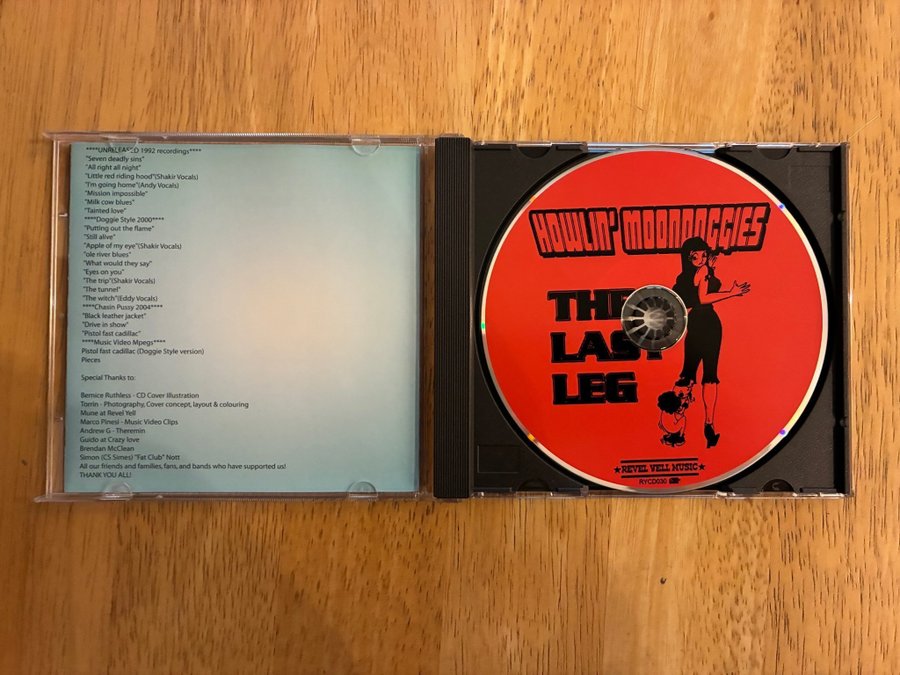 ****UNRELEASED 1992 recordings****
"Seven deadly sins"
"All right all night"
"Little red riding hood"(Shakir Vocals)
"I'm going home"(Andy Vocals)
"Mission impossible"
"Milk cow blues"
"Tainted love"
****Doggie Style 2000****
"Putting out the flame"
"Still alive"
"Apple of my eye"(Shakir Vocals)
"ole river blues"
"What would they say"
"Eyes on you"
"The trip"(Shakir Vocals)
"The tunnel"
"The witch"(Eddy Vocals)
****Chasin Pussy 2004****
"Black leather jacket"
"Drive in show"
"Pistol fast cadillac"
****Music Video Mpegs****
Pistol fast cadillac (Doggie Style version)
Pieces
Special Thanks to:
Bernice Ruthless - CD Cover Illustration
Torrin - Photography, Cover concept, layout & colouring
Mune at Revel Yell
Marco Pinesi - Music Video Clips
Andrew G - Theremin
Guido at Crazy love
Brendan McClean
Simon (CS Simes) "Fat Club" Nott
All our friends and families, fans, and bands who have supported us!
THANK YOU ALL!
HOWLIN' MOONDOGGIES
THE
LAST
LEG
★REVEL YELL MUSIC★
RYCD030